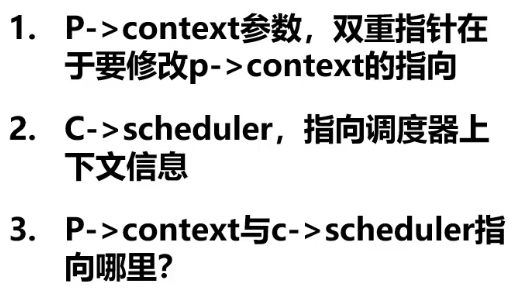 1. P->context参数，双重指针在
于要修改p->context的指向
2. C->scheduler，指向调度器上
下文信息
3. P->context与c->scheduler指
向哪里？